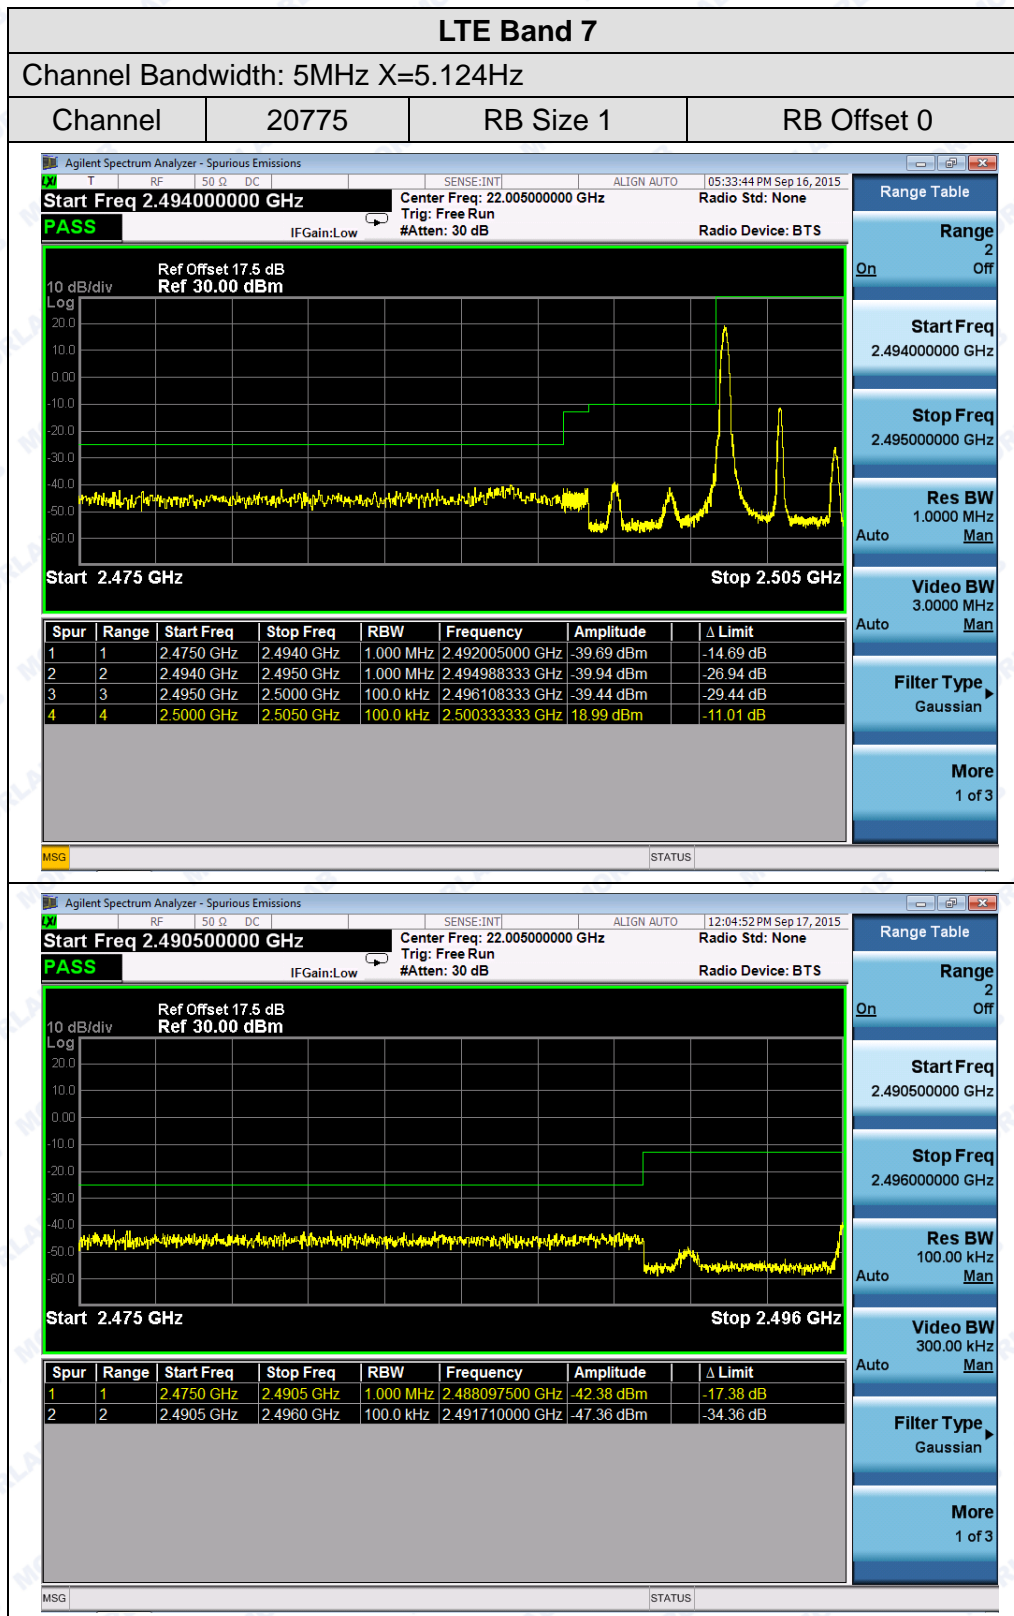 LTE Band 7
Channel Bandwidth: 5MHz X=5.124Hz
Channel 20775 RB Size 1 RB Offset 0
Agilent Spectrum Analyzer - Spurious Emissions
LXI T RF 50 Ω DC SENSE:INT ALIGN AUTO 05:33:44 PM Sep 16, 2015
Start Freq 2.494000000 GHz Center Freq: 22.005000000 GHz Radio Std: None
Trig: Free Run
PASS IFGain:Low #Atten: 30 dB Radio Device: BTS
Ref Offset 17.5 dB
10 dB/div Ref 30.00 dBm
Log
20.0
10.0
0.00
-10.0
-20.0
-30.0
-40.0
-50.0
-60.0
Start 2.475 GHz Stop 2.505 GHz
Spur Range Start Freq Stop Freq RBW Frequency Amplitude Δ Limit
1 1 2.4750 GHz 2.4940 GHz 1.000 MHz 2.492005000 GHz -39.69 dBm -14.69 dB
2 2 2.4940 GHz 2.4950 GHz 1.000 MHz 2.494988333 GHz -39.94 dBm -26.94 dB
3 3 2.4950 GHz 2.5000 GHz 100.0 kHz 2.496108333 GHz -39.44 dBm -29.44 dB
4 4 2.5000 GHz 2.5050 GHz 100.0 kHz 2.500333333 GHz 18.99 dBm -11.01 dB
MSG STATUS
Range Table
Range
2
On Off
Start Freq
2.494000000 GHz
Stop Freq
2.495000000 GHz
Res BW
1.0000 MHz
Auto Man
Video BW
3.0000 MHz
Auto Man
Filter Type
Gaussian
More
1 of 3
Agilent Spectrum Analyzer - Spurious Emissions
LXI RF 50 Ω DC SENSE:INT ALIGN AUTO 12:04:52 PM Sep 17, 2015
Start Freq 2.490500000 GHz Center Freq: 22.005000000 GHz Radio Std: None
Trig: Free Run
PASS IFGain:Low #Atten: 30 dB Radio Device: BTS
Ref Offset 17.5 dB
10 dB/div Ref 30.00 dBm
Log
20.0
10.0
0.00
-10.0
-20.0
-30.0
-40.0
-50.0
-60.0
Start 2.475 GHz Stop 2.496 GHz
Spur Range Start Freq Stop Freq RBW Frequency Amplitude Δ Limit
1 1 2.4750 GHz 2.4905 GHz 1.000 MHz 2.488097500 GHz -42.38 dBm -17.38 dB
2 2 2.4905 GHz 2.4960 GHz 100.0 kHz 2.491710000 GHz -47.36 dBm -34.36 dB
MSG STATUS
Range Table
Range
2
On Off
Start Freq
2.490500000 GHz
Stop Freq
2.496000000 GHz
Res BW
100.00 kHz
Auto Man
Video BW
300.00 kHz
Auto Man
Filter Type
Gaussian
More
1 of 3